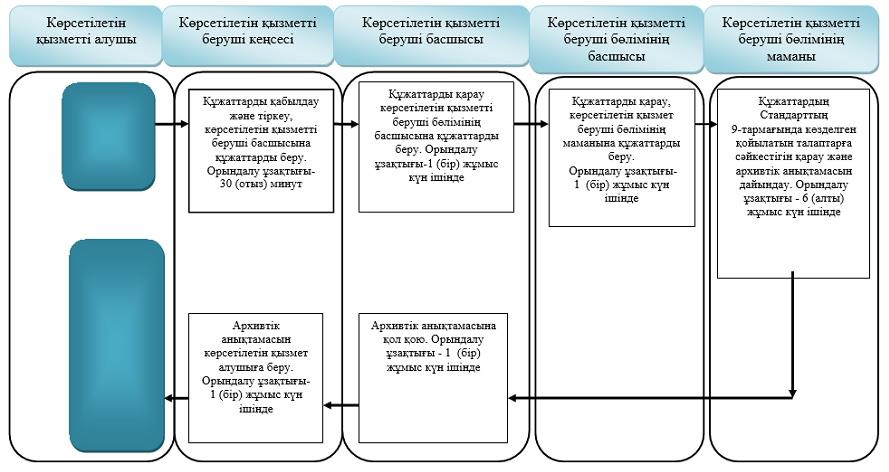 Көрсетілетін
қызметті алушы
Көрсетілетін қызметті
беруші кеңсесі
Көрсетілетін қызметті
беруші басшысы
Көрсетілетін қызметті
беруші бөлімінің
басшысы
Көрсетілетін қызметті
беруші бөлімінің
маманы
Құжаттарды қабылдау
және тіркеу,
көрсетілетін қызметті
беруші басшысына
құжаттарды беру.
Орындалу ұзақтығы-
30 (отыз) минут
Құжаттарды қарау
көрсетілетін қызметті
беруші бөлімінің
басшысына құжаттарды
беру. Орындалу
ұзақтығы-1 (бір) жұмыс
күн ішінде
Құжаттарды қарау,
көрсетілетін қызмет
беруші бөлімінің
маманына құжаттарды
беру.
Орындалу ұзақтығы-
1 (бір) жұмыс күн
ішінде
Құжаттардың
Стандарттың
9-тармағында көзделген
қойылатын талаптарға
сәйкестігін қарау және
архивтік анықтамасын
дайындау. Орындалу
ұзақтығы - 6 (алты)
жұмыс күн ішінде
Архивтік
анықтамасын
көрсетілетін қызмет
алушыға беру.
Орындалу ұзақтығы-
1 (бір) жұмыс күн
ішінде
Архивтік анықтамасына
қол қою. Орындалу
ұзақтығы - 1 (бір)
жұмыс күн ішінде